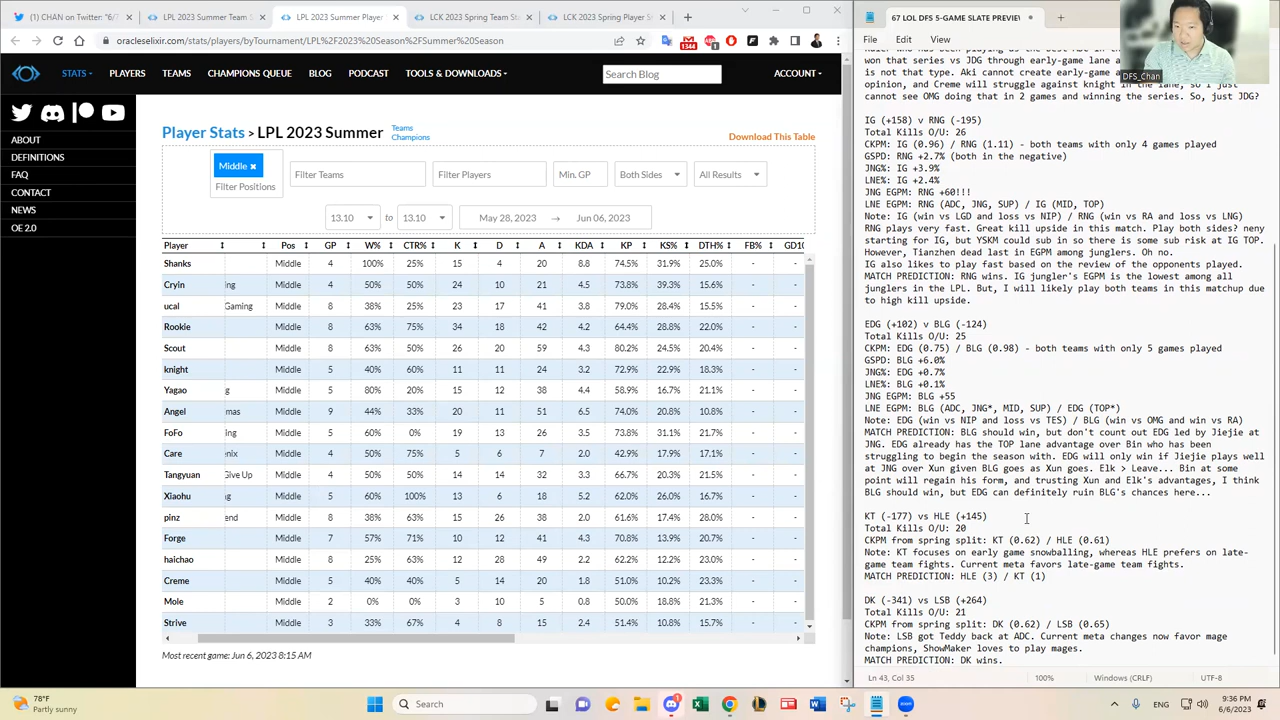 (1) CHAN on Twitter: "6/7
LPL 2023 Summer Team S
LPL 2023 Summer Player
LCK 2023 Spring Team St
LCK 2023 Spring Player S
67 LOL DFS 5-GAME SLATE PREVIEW
oracleselixir.com/stats/players/byTournament/LPL%2F2023%20Season%2FSummer%20Season
1344
File Edit View
DFS_Chan
STATS PLAYERS TEAMS CHAMPIONS QUEUE BLOG PODCAST TOOLS & DOWNLOADS Search Blog ACCOUNT
ABOUT
DEFINITIONS
FAQ
CONTACT
NEWS
OE 2.0
Player Stats > LPL 2023 Summer Teams
Champions
Download This Table
Middle × Filter Teams Filter Players Min. GP Both Sides All Results
Filter Positions
13.10 to 13.10 May 28, 2023 → Jun 06, 2023
Player Pos GP W% CTR% K D A KDA KP KS% DTH% FB% GD10
Shanks Middle 4 100% 25% 15 4 20 8.8 74.5% 31.9% 25.0% - -
Cryin ing Middle 4 50% 50% 24 10 21 4.5 73.8% 39.3% 15.6% - -
ucal Gaming Middle 8 38% 25% 23 17 41 3.8 79.0% 28.4% 15.5% - -
Rookie Middle 8 63% 75% 34 18 42 4.2 64.4% 28.8% 22.0% - -
Scout Middle 8 63% 50% 26 20 59 4.3 80.2% 24.5% 20.4% - -
knight Middle 5 40% 60% 11 11 24 3.2 72.9% 22.9% 18.3% - -
Yagao g Middle 5 80% 20% 15 12 38 4.4 58.9% 16.7% 21.1% - -
Angel mas Middle 9 44% 33% 20 11 51 6.5 74.0% 20.8% 10.8% - -
FoFo ing Middle 5 60% 0% 19 13 26 3.5 73.8% 31.1% 21.7% - -
Care enix Middle 4 50% 75% 5 6 7 2.0 42.9% 17.9% 17.1% - -
Tangyuan Give Up Middle 4 50% 50% 14 14 32 3.3 66.7% 20.3% 21.5% - -
Xiaohu Middle 5 60% 100% 13 6 18 5.2 62.0% 26.0% 16.7% - -
pinz end Middle 8 38% 63% 15 26 38 2.0 61.6% 17.4% 28.0% - -
Forge Middle 7 57% 71% 10 12 41 4.3 70.8% 13.9% 20.7% - -
haichao Middle 8 25% 63% 12 28 49 2.2 62.2% 12.2% 23.0% - -
Creme Middle 5 40% 40% 5 14 20 1.8 51.0% 10.2% 23.3% - -
Mole Middle 2 0% 0% 3 10 5 0.8 50.0% 18.8% 21.3% - -
Strive Middle 3 33% 67% 4 8 15 2.4 51.4% 10.8% 15.7% - -
Most recent game: Jun 6, 2023 8:15 AM
won that series vs JDG through early-game lane a
is not that type. Aki cannot create early-game a
opinion, and Creme will struggle against knight in the lane, so I just
cannot see OMG doing that in 2 games and winning the series. So, just JDG?
IG (+158) v RNG (-195)
Total Kills O/U: 26
CKPM: IG (0.96) / RNG (1.11) - both teams with only 4 games played
GSPD: RNG +2.7% (both in the negative)
JNG%: IG +3.9%
LNE%: IG +2.4%
JNG EGPM: RNG +60!!!
LNE EGPM: RNG (ADC, JNG, SUP) / IG (MID, TOP)
Note: IG (win vs LGD and loss vs NIP) / RNG (win vs RA and loss vs LNG)
RNG plays very fast. Great kill upside in this match. Play both sides? neny
starting for IG, but YSKM could sub in so there is some sub risk at IG TOP.
However, Tianzhen dead last in EGPM among junglers. Oh no.
IG also likes to play fast based on the review of the opponents played.
MATCH PREDICTION: RNG wins. IG jungler's EGPM is the lowest among all
junglers in the LPL. But, I will likely play both teams in this matchup due
to high kill upside.
EDG (+102) v BLG (-124)
Total Kills O/U: 25
CKPM: EDG (0.75) / BLG (0.98) - both teams with only 5 games played
GSPD: BLG +6.0%
JNG%: EDG +0.7%
LNE%: BLG +0.1%
JNG EGPM: BLG +55
LNE EGPM: BLG (ADC, JNG*, MID, SUP) / EDG (TOP*)
Note: EDG (win vs NIP and loss vs TES) / BLG (win vs OMG and win vs RA)
MATCH PREDICTION: BLG should win, but don't count out EDG led by Jiejie at
JNG. EDG already has the TOP lane advantage over Bin who has been
struggling to begin the season with. EDG will only win if Jiejie plays well
at JNG over Xun given BLG goes as Xun goes. Elk > Leave... Bin at some
point will regain his form, and trusting Xun and Elk's advantages, I think
BLG should win, but EDG can definitely ruin BLG's chances here...
KT (-177) vs HLE (+145)
Total Kills O/U: 20
CKPM from spring split: KT (0.62) / HLE (0.61)
Note: KT focuses on early game snowballing, whereas HLE prefers on late-
game team fights. Current meta favors late-game team fights.
MATCH PREDICTION: HLE (3) / KT (1)
DK (-341) vs LSB (+264)
Total Kills O/U: 21
CKPM from spring split: DK (0.62) / LSB (0.65)
Note: LSB got Teddy back at ADC. Current meta changes now favor mage
champions, ShowMaker loves to play mages.
MATCH PREDICTION: DK wins.
Ln 43, Col 35 100% Windows (CRLF) UTF-8
78°F
Partly sunny
Search
ENG
9:36 PM
6/6/2023